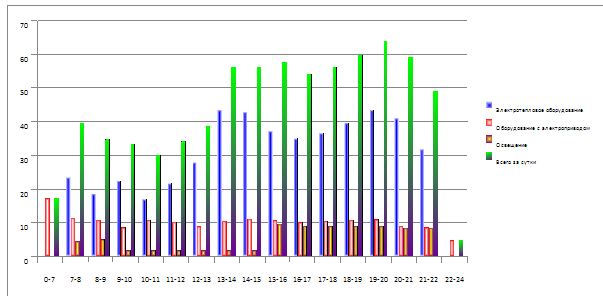 70
60
50
40
30
20
10
0
0-7 7-8 8-9 9-10 10-11 11-12 12-13 13-14 14-15 15-16 16-17 17-18 18-19 19-20 20-21 21-22 22-24
Электротепловое оборудование
Оборудование с электроприводом
Освещение
Всего за сутки